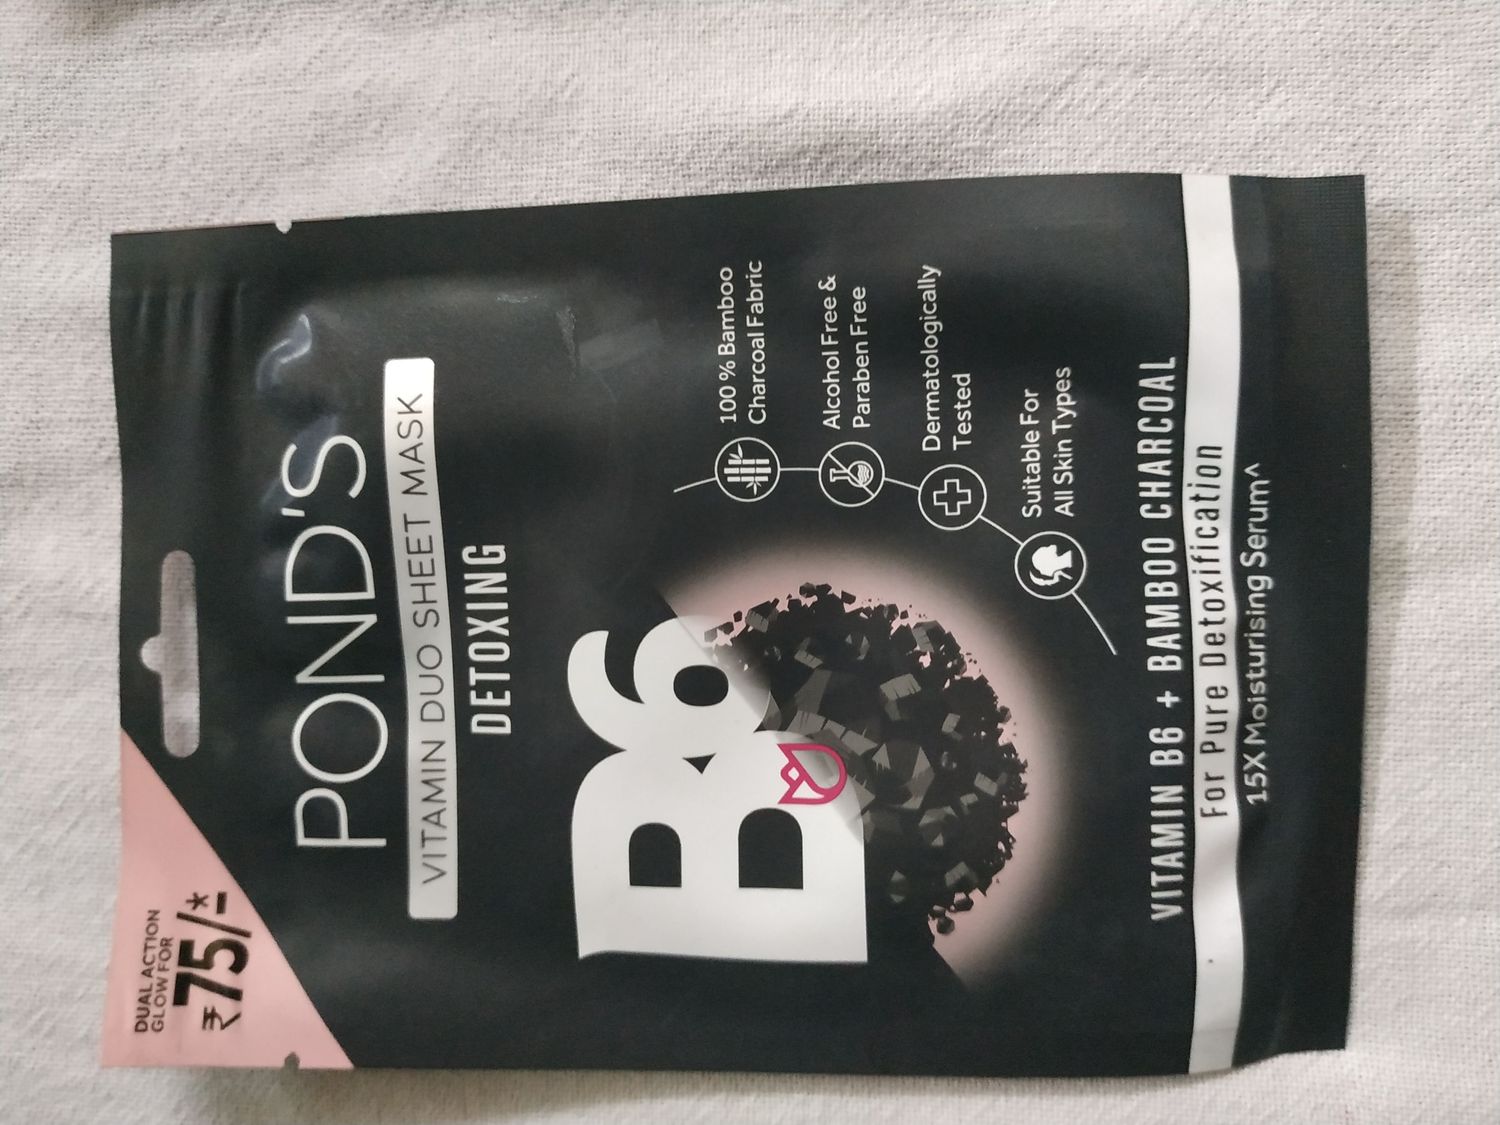 DUAL ACTION
GLOW FOR
₹75/-*
POND'S
VITAMIN DUO SHEET MASK
DETOXING
B6
100 % Bamboo
Charcoal Fabric
Alcohol Free &
Paraben Free
Dermatologically
Tested
Suitable For
All Skin Types
VITAMIN B6 + BAMBOO CHARCOAL
For Pure Detoxification
15X Moisturising Serum^